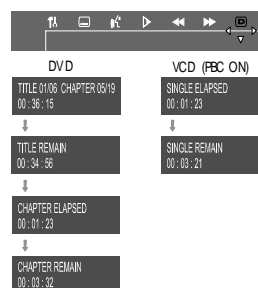 DVD
TITLE 01/06 CHAPTER 05/19
00 : 36 : 15
TITLE REMAIN
00 : 34 : 56
CHAPTER ELAPSED
00 : 01 : 23
CHAPTER REMAIN
00 : 03 : 32
VCD (PBC ON)
SINGLE ELAPSED
00 : 01 : 23
SINGLE REMAIN
00 : 03 : 21